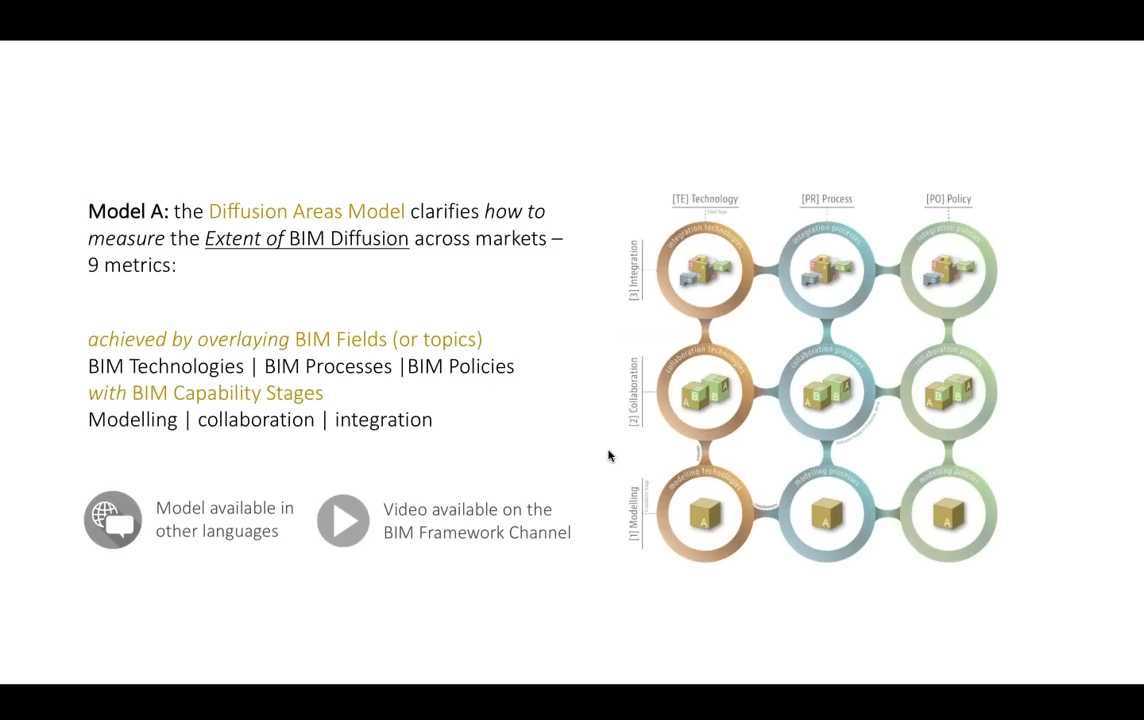 Model A: the Diffusion Areas Model clarifies how to
measure the Extent of BIM Diffusion across markets –
9 metrics:
achieved by overlaying BIM Fields (or topics)
BIM Technologies | BIM Processes |BIM Policies
with BIM Capability Stages
Modelling | collaboration | integration
Model available in
other languages
Video available on the
BIM Framework Channel
[TE] Technology
[PR] Process
[PO] Policy
[3] Integration
integration technologies
integration processes
integration policies
[2] Collaboration
collaboration technologies
collaboration processes
collaboration policies
A B B A
A B B A
A B B A
[1] Modelling
Capability Stage
modelling technologies
modelling processes
modelling policies
A
A
A